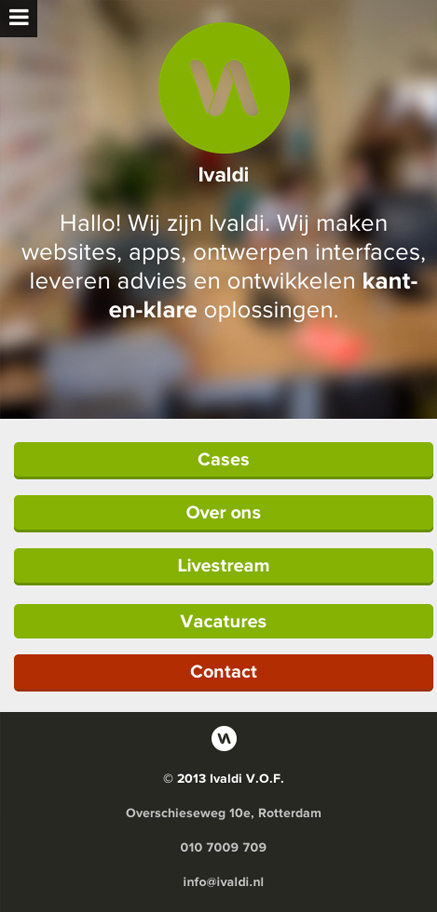 Ivaldi
Hallo! Wij zijn Ivaldi. Wij maken
websites, apps, ontwerpen interfaces,
leveren advies en ontwikkelen kant-
en-klare oplossingen.
Cases
Over ons
Livestream
Vacatures
Contact
© 2013 Ivaldi V.O.F.
Overschieseweg 10e, Rotterdam
010 7009 709
info@ivaldi.nl